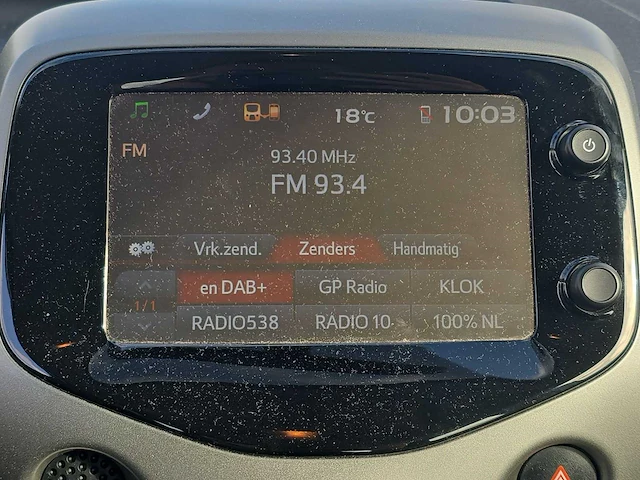 18°C 10:03
FM
93.40 MHz
FM 93.4
Vrk.zend. Zenders Handmatig
en DAB+ GP Radio KLOK
1/1
RADIO538 RADIO 10 100% NL